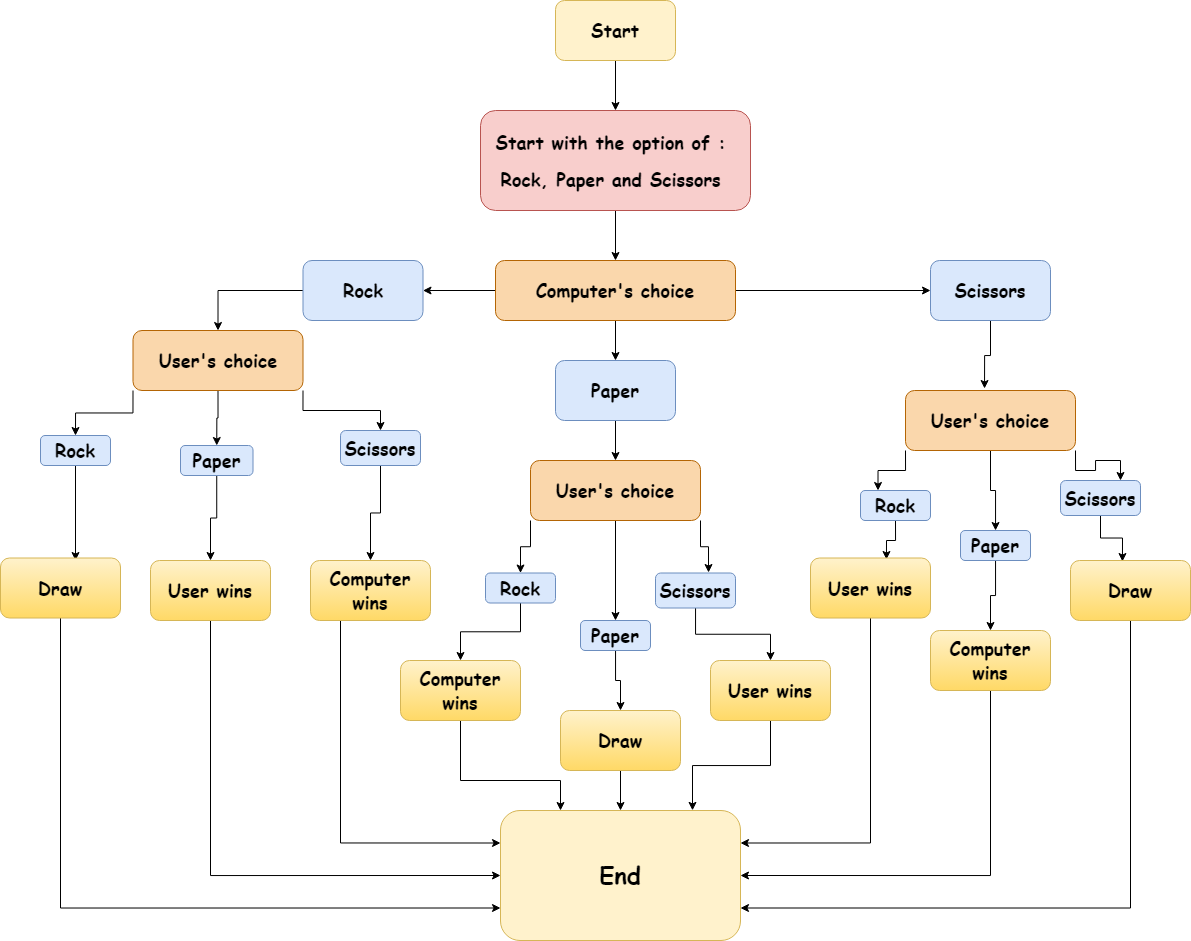 Start
Start with the option of :
Rock, Paper and Scissors
Rock
Computer's choice
Scissors
User's choice
Paper
User's choice
Rock
Paper
Scissors
User's choice
Rock
Paper
Scissors
Rock
Paper
Scissors
Draw
User wins
Computer
wins
User wins
Draw
Computer
wins
Draw
User wins
Computer
wins
End